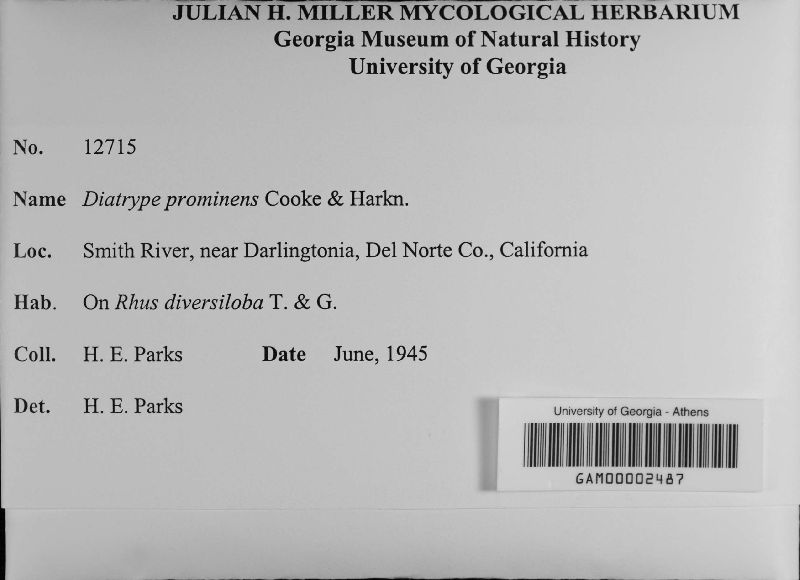 JULIAN H. MILLER MYCOLOGICAL HERBARIUM
Georgia Museum of Natural History
University of Georgia
No. 12715
Name Diatrype prominens Cooke & Harkn.
Loc. Smith River, near Darlingtonia, Del Norte Co., California
Hab. On Rhus diversiloba T. & G.
Coll. H. E. Parks Date June, 1945
Det. H. E. Parks
University of Georgia - Athens
GAM00002487